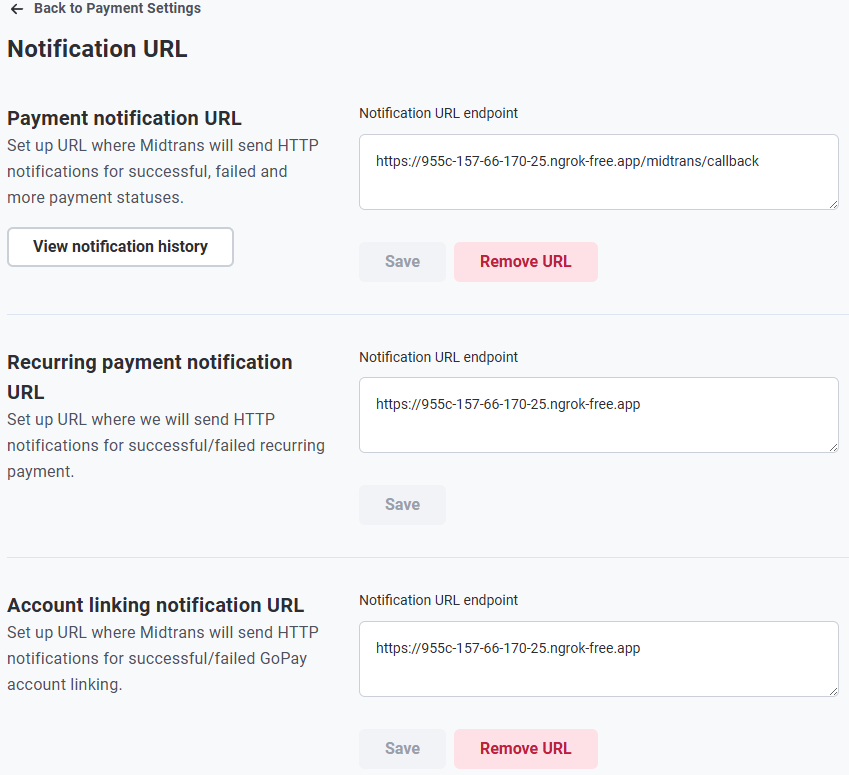 Back to Payment Settings
Notification URL
Payment notification URL
Set up URL where Midtrans will send HTTP
notifications for successful, failed and
more payment statuses.
View notification history
Notification URL endpoint
https://955c-157-66-170-25.ngrok-free.app/midtrans/callback
Save
Remove URL
Recurring payment notification
URL
Set up URL where we will send HTTP
notifications for successful/failed recurring
payment.
Notification URL endpoint
https://955c-157-66-170-25.ngrok-free.app
Save
Account linking notification URL
Set up URL where Midtrans will send HTTP
notifications for successful/failed GoPay
account linking.
Notification URL endpoint
https://955c-157-66-170-25.ngrok-free.app
Save
Remove URL